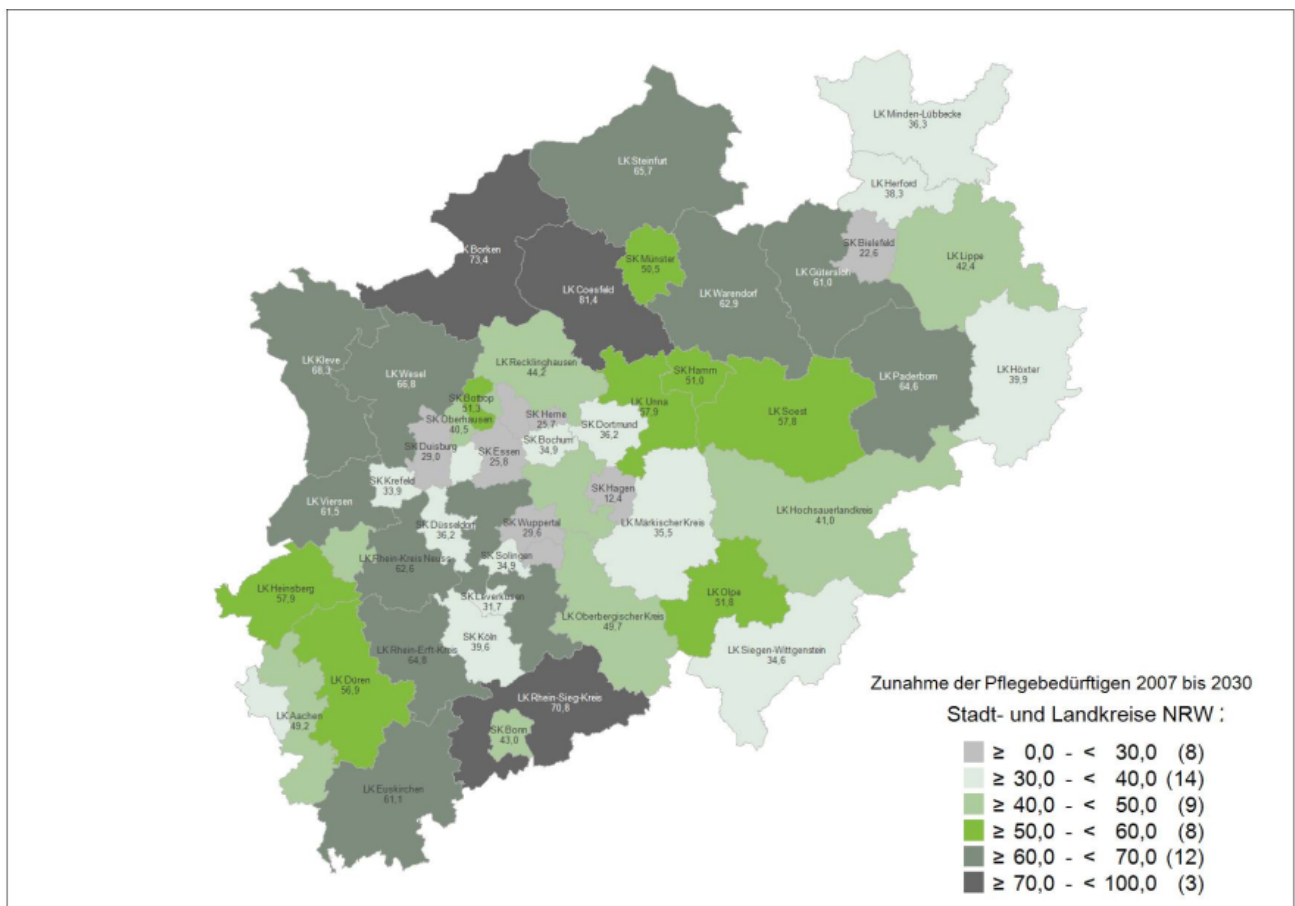 LK Minden-Lübbecke
36,3
LK Steinfurt
65,7
LK Herford
38,3
SK Bielefeld
22,6
K Borken
73,4
SK Münster
50,5
LK Lippe
42,4
LK Gütersloh
61,0
LK Coesfeld
81,4
LK Warendorf
62,9
LK Kleve
68,3
LK Wesel
66,8
LK Recklinghausen
44,2
SK Hamm
51,0
LK Paderborn
64,6
LK Höxter
39,9
SK Bottrop
51,3
LK Unna
57,9
LK Soest
57,8
SK Oberhausen
40,5
SK Herne
25,7
SK Dortmund
36,2
SK Duisburg
29,0
SK Essen
25,8
SK Bochum
34,9
SK Krefeld
33,9
SK Hagen
12,4
LK Viersen
61,5
SK Düsseldorf
36,2
SK Wuppertal
29,6
LK Märkischer Kreis
35,5
LK Hochsauerlandkreis
41,0
LK Rhein-Kreis Neuss
62,6
SK Solingen
34,9
LK Heinsberg
57,9
SK Leverkusen
31,7
LK Olpe
51,8
LK Oberbergischer Kreis
49,7
SK Köln
39,6
LK Rhein-Erft-Kreis
64,8
LK Siegen-Wittgenstein
34,6
LK Düren
56,9
LK Rhein-Sieg-Kreis
70,8
LK Aachen
49,2
SK Bonn
43,0
LK Euskirchen
61,1
Zunahme der Pflegebedürftigen 2007 bis 2030
Stadt- und Landkreise NRW :
≥ 0,0 - < 30,0 (8)
≥ 30,0 - < 40,0 (14)
≥ 40,0 - < 50,0 (9)
≥ 50,0 - < 60,0 (8)
≥ 60,0 - < 70,0 (12)
≥ 70,0 - < 100,0 (3)